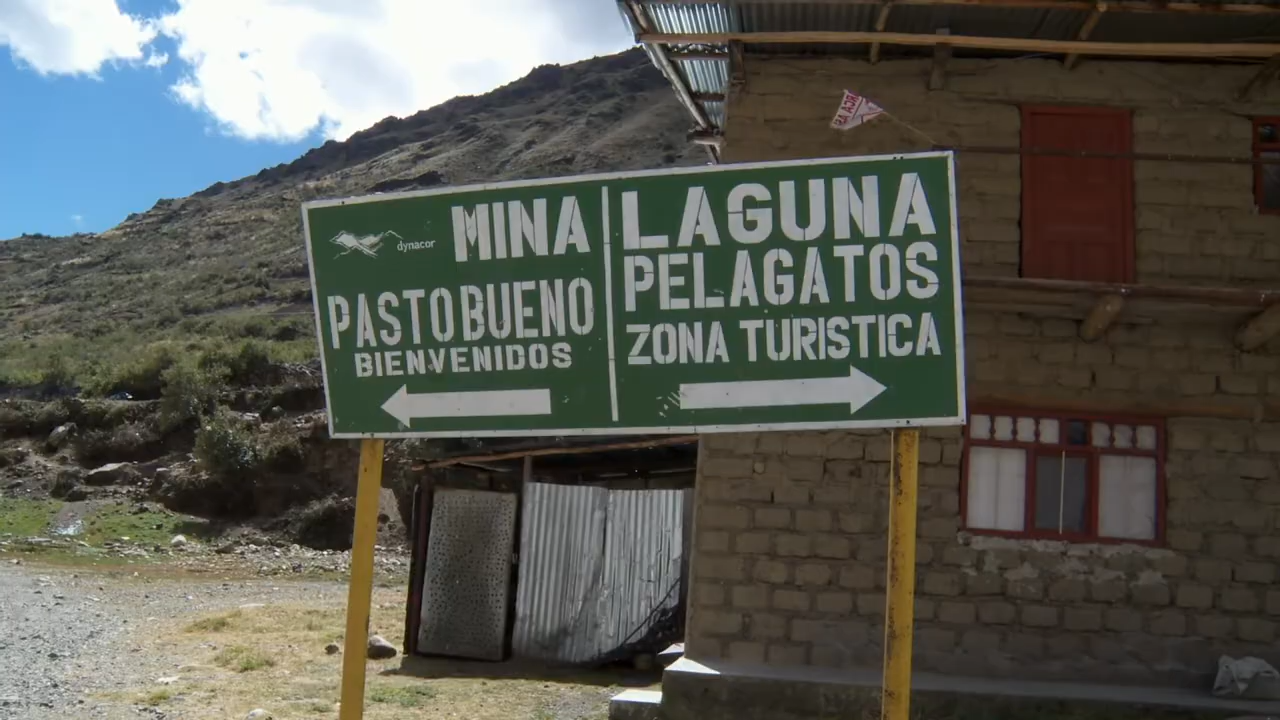 dynacor
MINA
PASTO BUENO
BIENVENIDOS
LAGUNA
PELAGATOS
ZONA TURISTICA